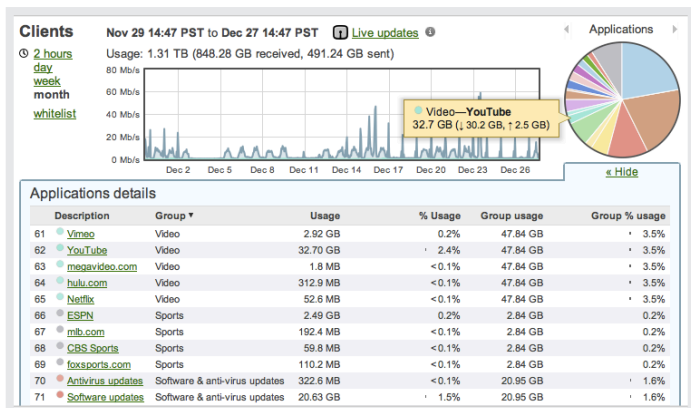 Clients Nov 29 14:47 PST to Dec 27 14:47 PST Live updates Applications
2 hours Usage: 1.31 TB (848.28 GB received, 491.24 GB sent)
day
week
month
whitelist
80 Mb/s
60 Mb/s
40 Mb/s
20 Mb/s
0 Mb/s
Dec 2 Dec 5 Dec 8 Dec 11 Dec 14 Dec 17 Dec 20 Dec 23 Dec 26
Video—YouTube
32.7 GB (↓ 30.2 GB, ↑ 2.5 GB)
« Hide
Applications details
Description Group ▼ Usage % Usage Group usage Group % usage
61 Vimeo Video 2.92 GB 0.2% 47.84 GB 3.5%
62 YouTube Video 32.70 GB 2.4% 47.84 GB 3.5%
63 megavideo.com Video 1.8 MB <0.1% 47.84 GB 3.5%
64 hulu.com Video 312.9 MB <0.1% 47.84 GB 3.5%
65 Netflix Video 52.6 MB <0.1% 47.84 GB 3.5%
66 ESPN Sports 2.49 GB 0.2% 2.84 GB 0.2%
67 mlb.com Sports 192.4 MB <0.1% 2.84 GB 0.2%
68 CBS Sports Sports 59.8 MB <0.1% 2.84 GB 0.2%
69 foxsports.com Sports 110.2 MB <0.1% 2.84 GB 0.2%
70 Antivirus updates Software & anti-virus updates 322.6 MB <0.1% 20.95 GB 1.6%
71 Software updates Software & anti-virus updates 20.63 GB 1.5% 20.95 GB 1.6%